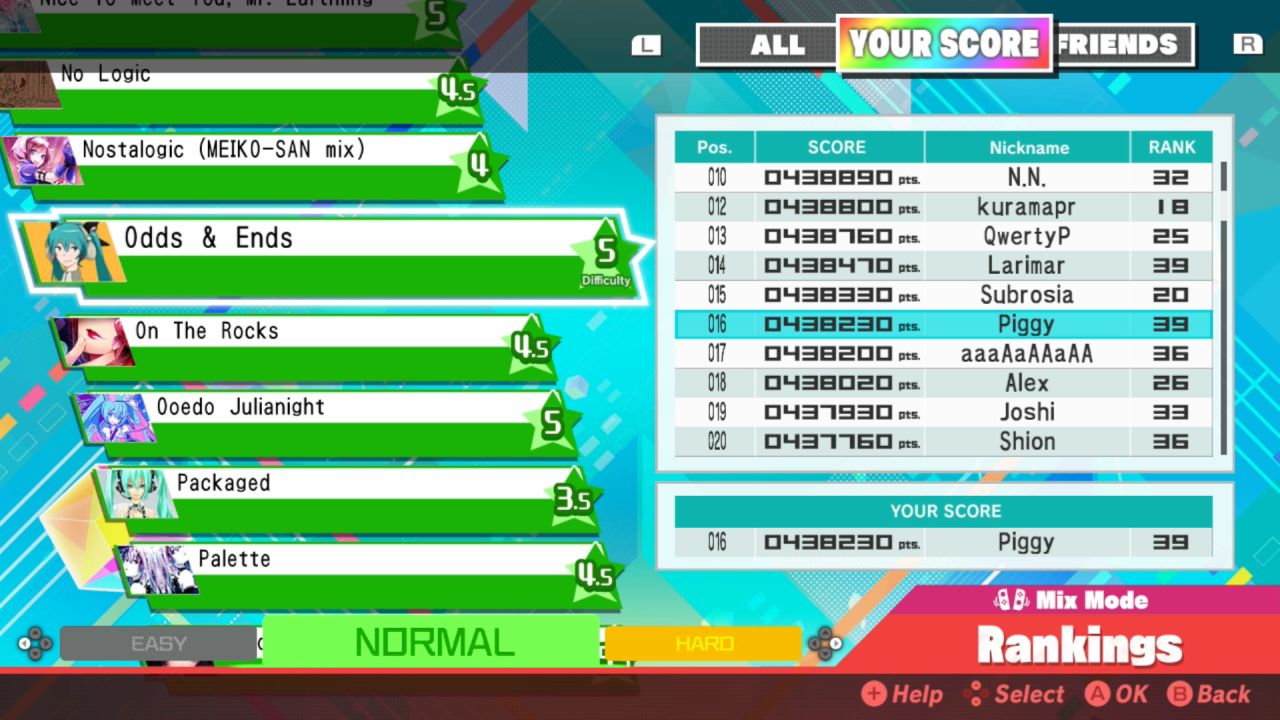 Nice To Meet You, Mr. Earthling
5
L
ALL
YOUR SCORE
FRIENDS
R
No Logic
4.5
Nostalogic (MEIKO-SAN mix)
4
Odds & Ends
5
Difficulty
On The Rocks
4.5
Ooedo Julianight
5
Packaged
3.5
Palette
4.5
Pos. SCORE Nickname RANK
010 0438890 pts. N.N. 32
012 0438800 pts. kuramapr 18
013 0438760 pts. QwertyP 25
014 0438470 pts. Larimar 39
015 0438330 pts. Subrosia 20
016 0438230 pts. Piggy 39
017 0438200 pts. aaaAaAAaAA 36
018 0438020 pts. Alex 26
019 0437930 pts. Joshi 33
020 0437760 pts. Shion 36
YOUR SCORE
016 0438230 pts. Piggy 39
Mix Mode
Rankings
EASY
NORMAL
HARD
+ Help Select A OK B Back